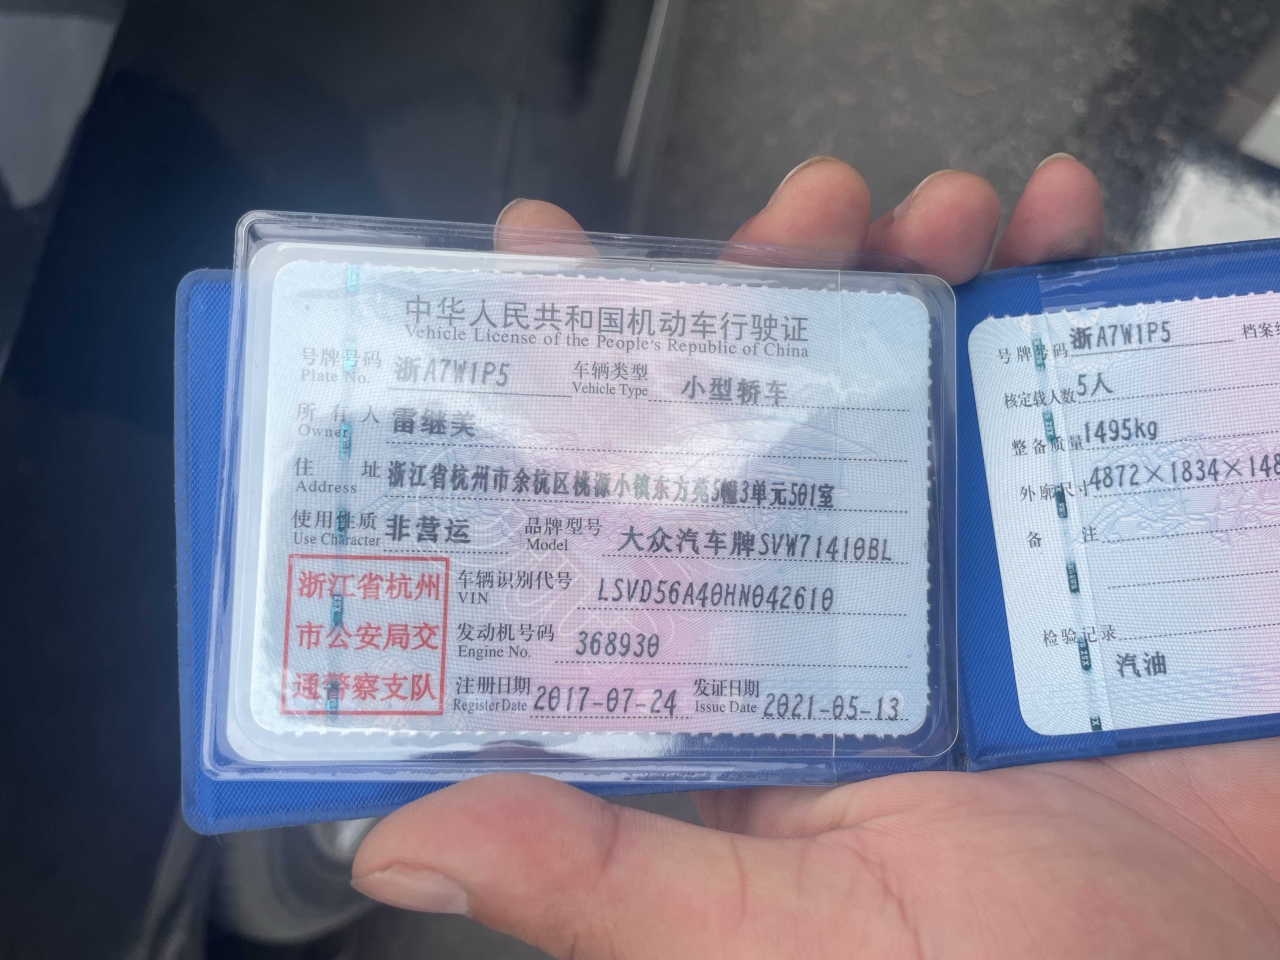 中华人民共和国机动车行驶证
Vehicle License of the People's Republic of China
号牌号码 浙A7W1P5 车辆类型 小型轿车
Plate No. Vehicle Type
所有人 雷继美
Owner
住址 浙江省杭州市余杭区桃源小镇东方苑5幢3单元501室
Address
使用性质 非营运 品牌型号 大众汽车牌SVW71410BL
Use Character Model
浙江省杭州
市公安局交
通警察支队
车辆识别代号 LSVD56A40HN042610
VIN
发动机号码 368930
Engine No.
注册日期 2017-07-24 发证日期 2021-05-13
Register Date Issue Date
号牌号码 浙A7W1P5 档案
核定载人数 5人
整备质量 1495kg
外廓尺寸 4872×1834×148
备注
检验记录
汽油